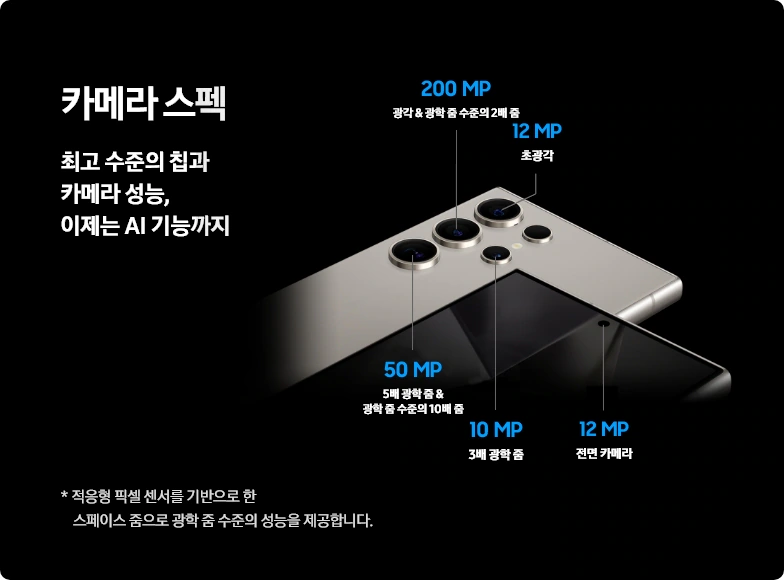 카메라 스펙
최고 수준의 칩과
카메라 성능,
이제는 AI 기능까지
200 MP
광각 & 광학 줌 수준의 2배 줌
12 MP
초광각
50 MP
5배 광학 줌 &
광학 줌 수준의 10배 줌
10 MP
3배 광학 줌
12 MP
전면 카메라
* 적응형 픽셀 센서를 기반으로 한
스페이스 줌으로 광학 줌 수준의 성능을 제공합니다.